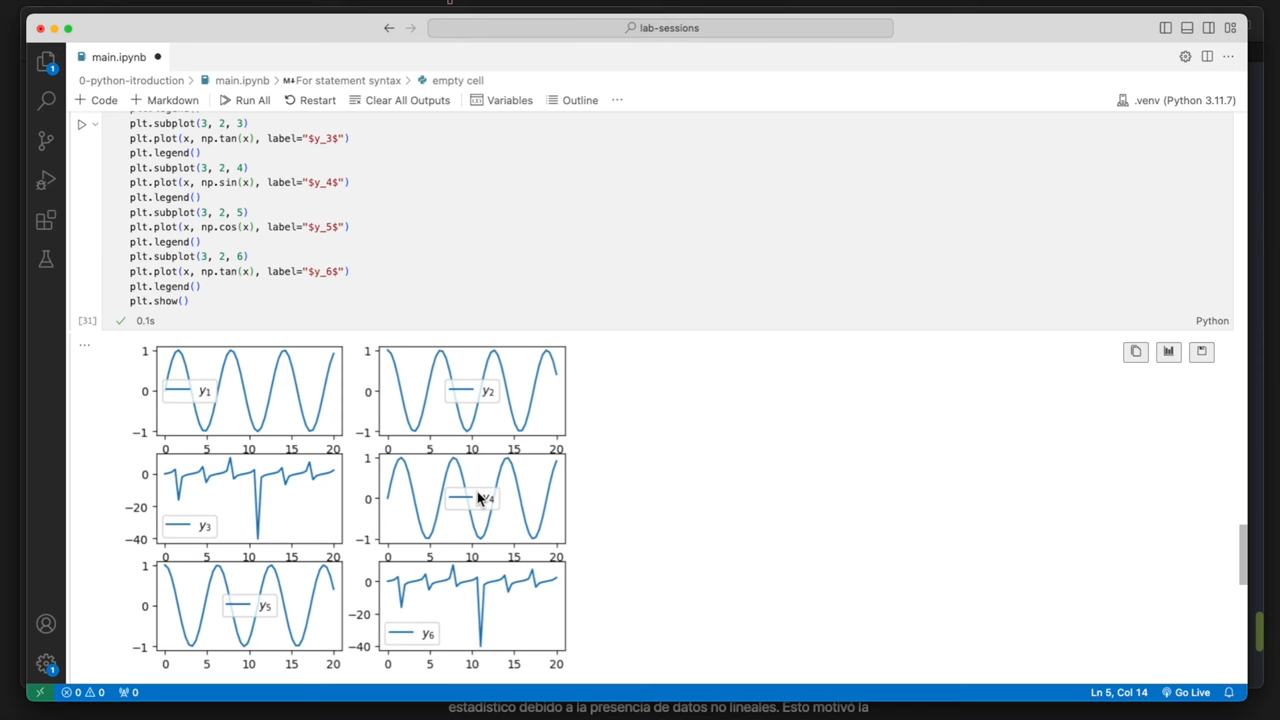 lab-sessions
main.ipynb
0-python-itroduction > main.ipynb > M↓For statement syntax > empty cell
Code Markdown Run All Restart Clear All Outputs Variables Outline ... .venv (Python 3.11.7)
plt.subplot(3, 2, 3)
plt.plot(x, np.tan(x), label="$y_3$")
plt.legend()
plt.subplot(3, 2, 4)
plt.plot(x, np.sin(x), label="$y_4$")
plt.legend()
plt.subplot(3, 2, 5)
plt.plot(x, np.cos(x), label="$y_5$")
plt.legend()
plt.subplot(3, 2, 6)
plt.plot(x, np.tan(x), label="$y_6$")
plt.legend()
plt.show()
[31] 0.1s Python
1 0 -1 y1 0 5 10 15 20
1 0 -1 y2 0 5 10 15 20
0 -20 -40 y3 0 5 10 15 20
1 0 -1 y4 0 5 10 15 20
1 0 -1 y5 0 5 10 15 20
0 -20 -40 y6 0 5 10 15 20
0 0 0 Ln 5, Col 14 Go Live
estadístico debido a la presencia de datos no lineales. Esto motivó la